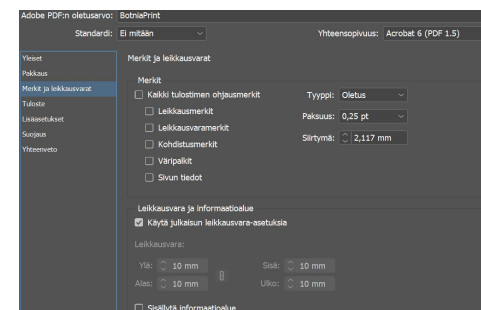 Adobe PDF:n oletusarvo: BotniaPrint
Standardi: Ei mitään Yhteensopivuus: Acrobat 6 (PDF 1.5)
Yleiset
Pakkaus
Merkit ja leikkausvarat
Tuloste
Lisäasetukset
Suojaus
Yhteenveto
Merkit ja leikkausvarat
Merkit
Kaikki tulostimen ohjausmerkit Tyyppi: Oletus
Leikkausmerkit Paksuus: 0,25 pt
Leikkausvaramerkit Siirtymä: 2,117 mm
Kohdistusmerkit
Väripalkit
Sivun tiedot
Leikkausvara ja informaatioalue
Käytä julkaisun leikkausvara-asetuksia
Leikkausvara:
Ylä: 10 mm Sisä: 10 mm
Alas: 10 mm Ulko: 10 mm
Sisällytä informaatioalue